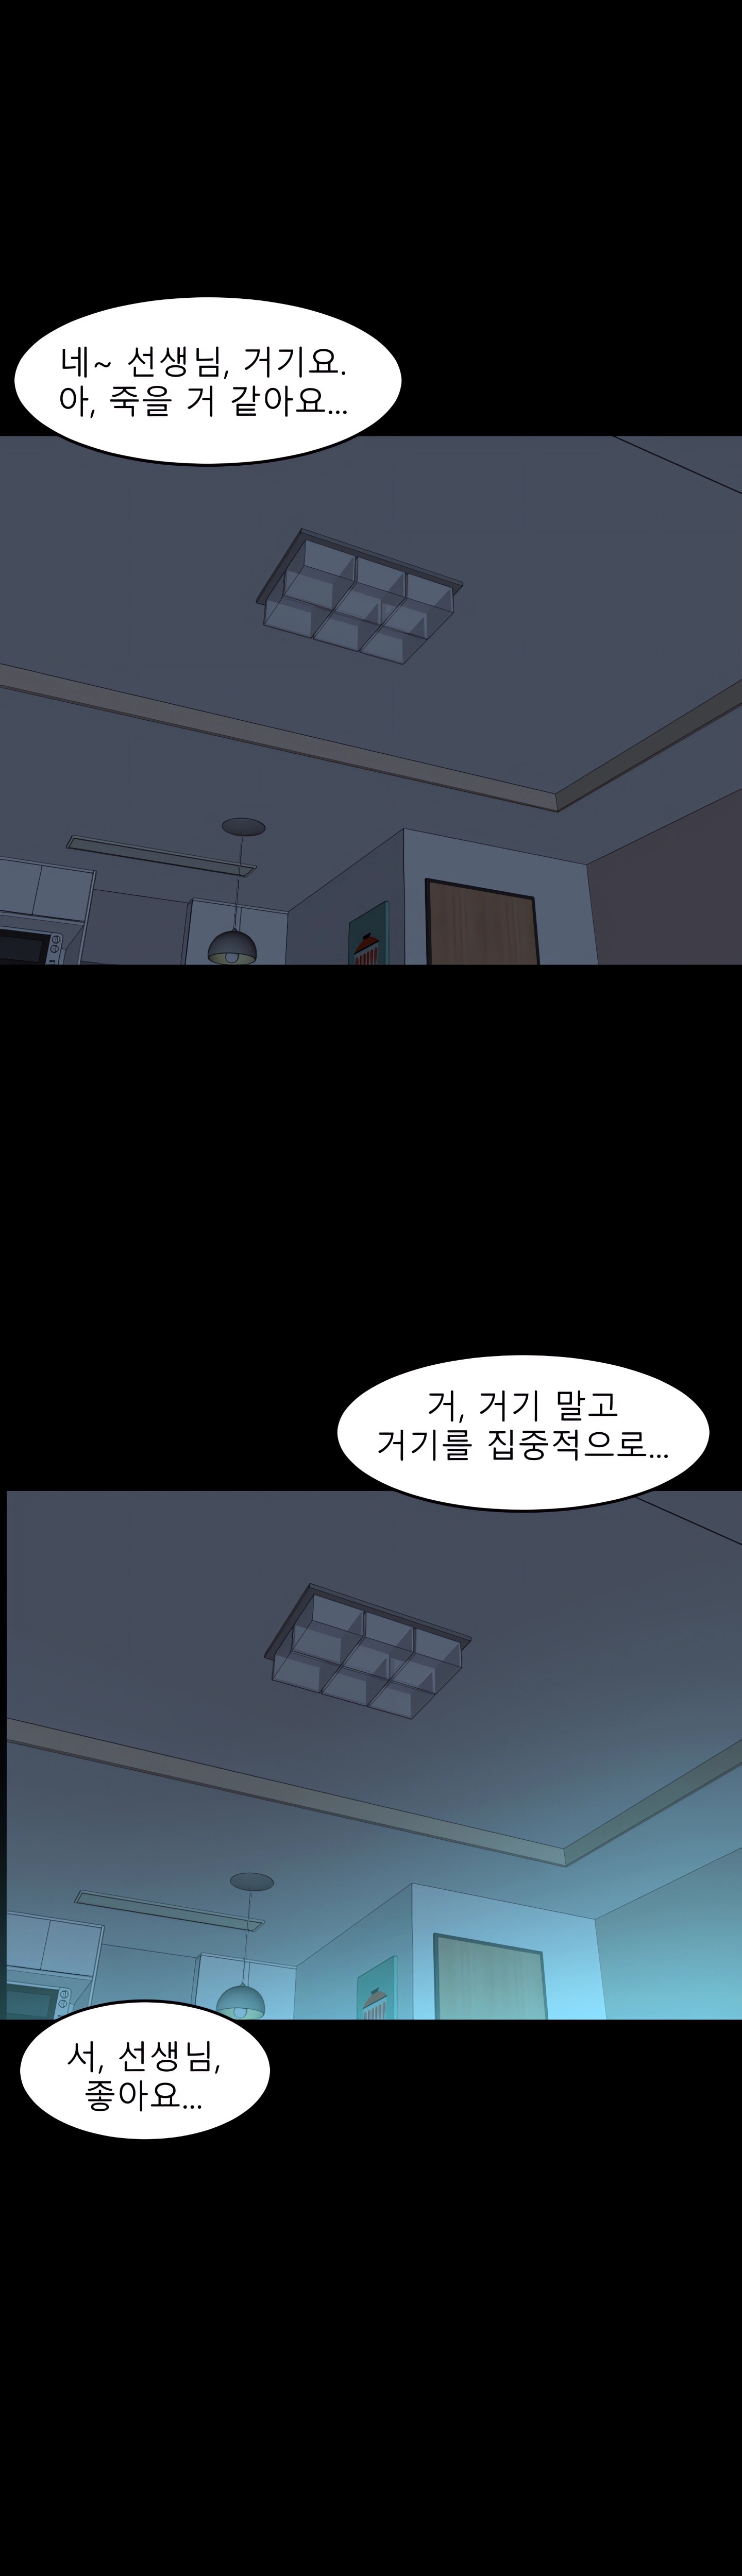 네~ 선생님, 거기요.
아, 죽을 거 같아요...
거, 거기 말고
거기를 집중적으로...
서, 선생님,
좋아요...